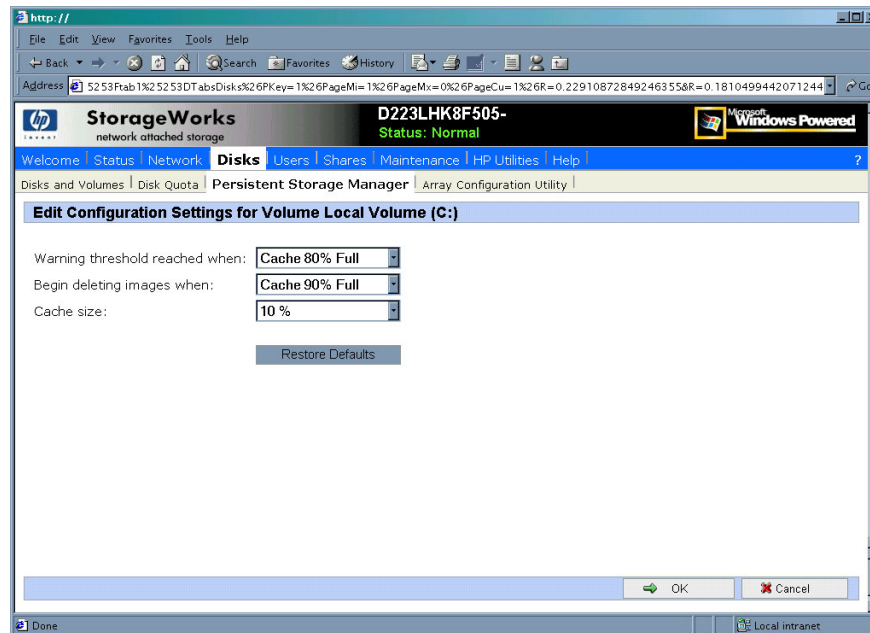 http://
File Edit View Favorites Tools Help
Back Search Favorites History
Address 5253Ftab1%25253DTabsDisks%26PKey=1%26PageMi=1%26PageMx=0%26PageCu=1%26R=0.22910872849246355&R=0.1810499442071244 Go
hp
invent
StorageWorks
network attached storage
D223LHK8F505-
Status: Normal
Microsoft
Windows Powered
Welcome Status Network Disks Users Shares Maintenance HP Utilities Help ?
Disks and Volumes Disk Quota Persistent Storage Manager Array Configuration Utility
Edit Configuration Settings for Volume Local Volume (C:)
Warning threshold reached when: Cache 80% Full
Begin deleting images when: Cache 90% Full
Cache size: 10 %
Restore Defaults
OK Cancel
Done Local intranet